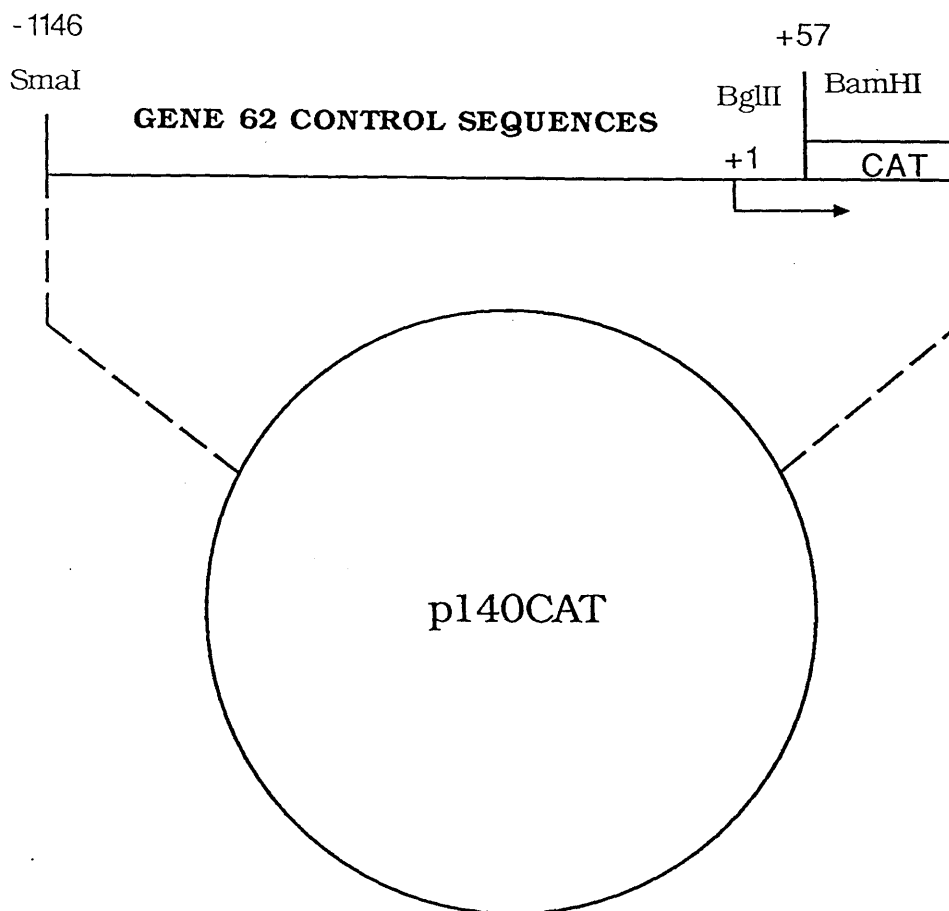 -1146
+57
SmaI
BglII
BamHI
GENE 62 CONTROL SEQUENCES
+1
CAT
p140CAT